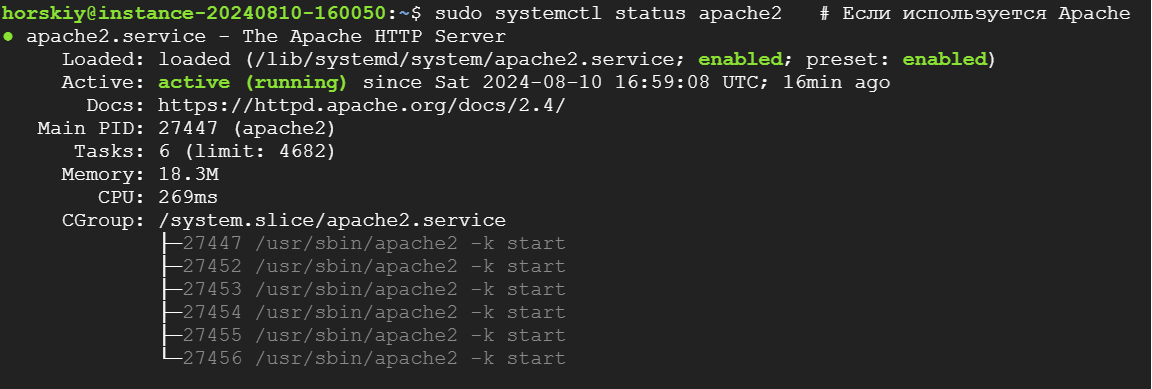 horskiy@instance-20240810-160050:~$ sudo systemctl status apache2   # Если используется Apache
● apache2.service - The Apache HTTP Server
     Loaded: loaded (/lib/systemd/system/apache2.service; enabled; preset: enabled)
     Active: active (running) since Sat 2024-08-10 16:59:08 UTC; 16min ago
       Docs: https://httpd.apache.org/docs/2.4/
   Main PID: 27447 (apache2)
      Tasks: 6 (limit: 4682)
     Memory: 18.3M
        CPU: 269ms
     CGroup: /system.slice/apache2.service
             ├─27447 /usr/sbin/apache2 -k start
             ├─27452 /usr/sbin/apache2 -k start
             ├─27453 /usr/sbin/apache2 -k start
             ├─27454 /usr/sbin/apache2 -k start
             ├─27455 /usr/sbin/apache2 -k start
             └─27456 /usr/sbin/apache2 -k start